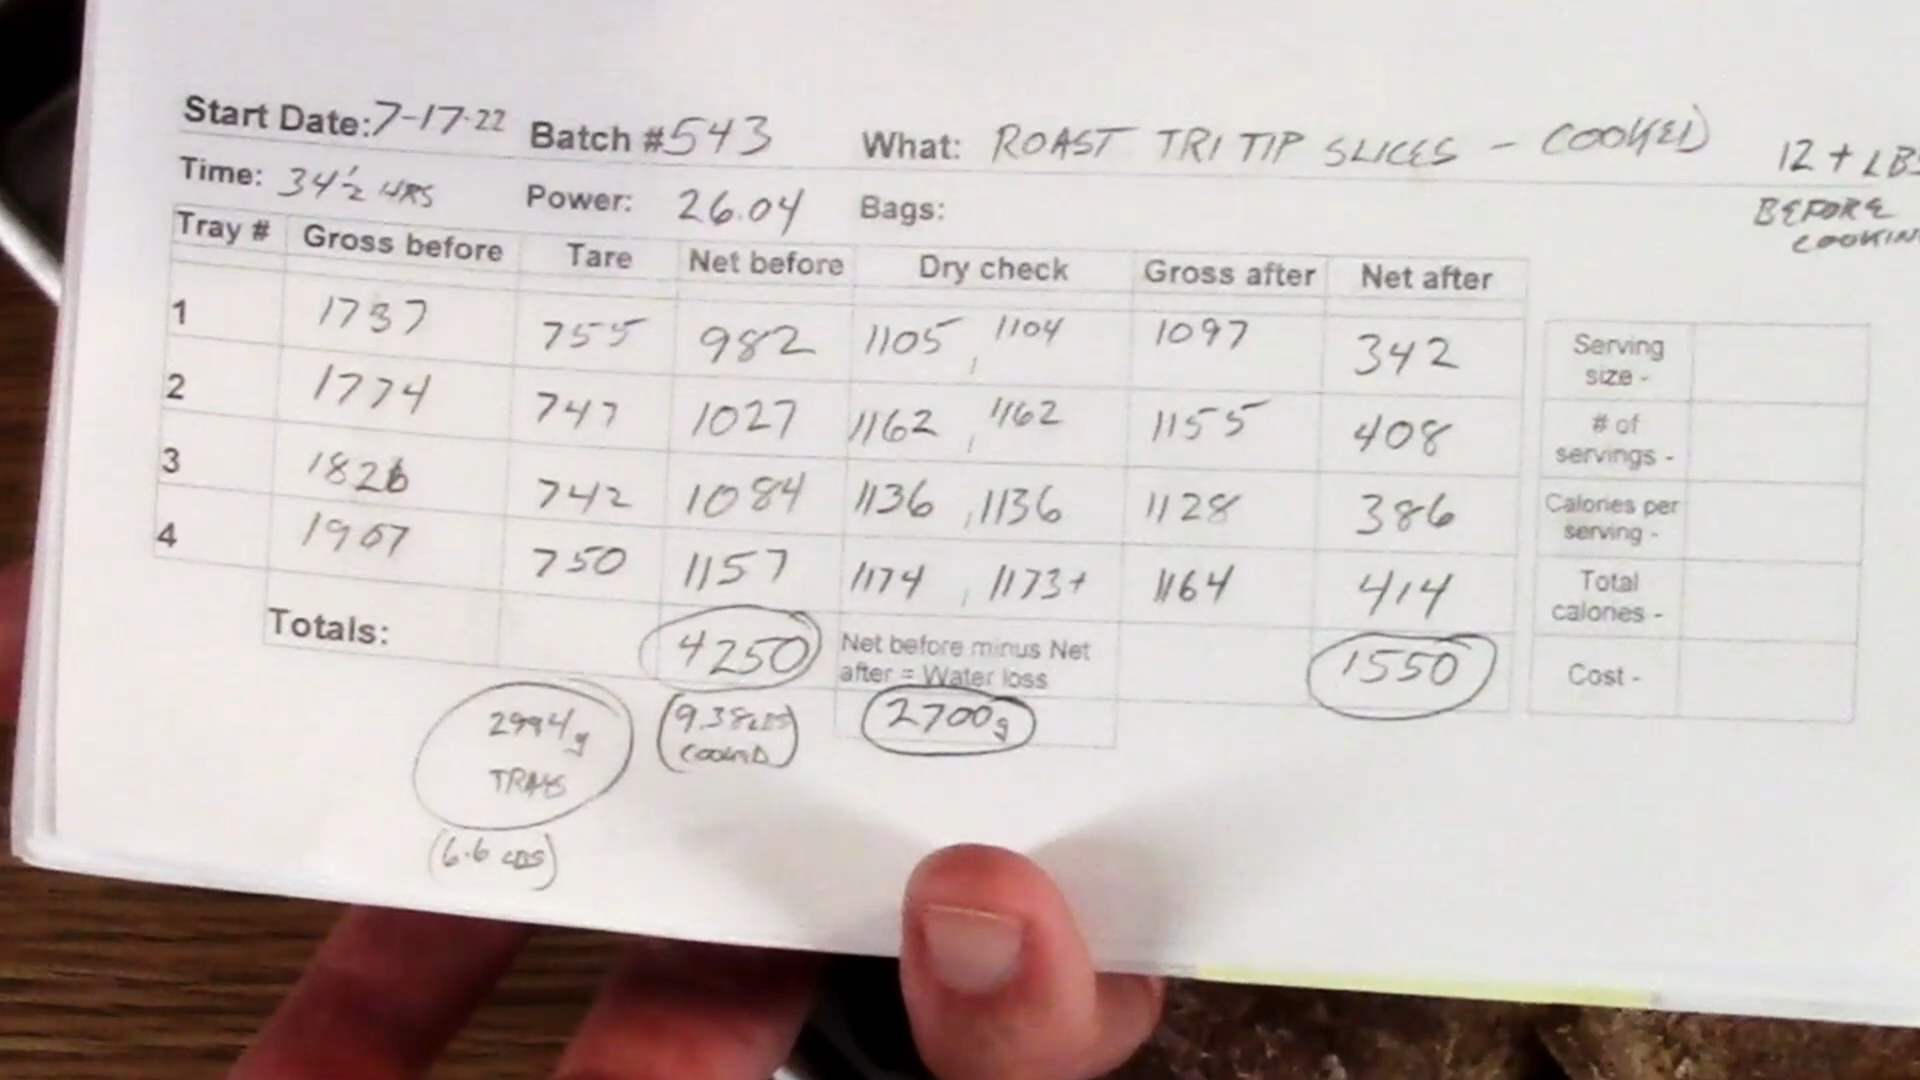 Start Date: 7-17-22 Batch #543 What: ROAST TRI TIP SLICES - COOKED 12+ LBS
Time: 34½ HRS Power: 26.04 Bags: BEFORE
COOKIN
Tray # Gross before Tare Net before Dry check Gross after Net after
1 1737 755 982 1105, 1104 1097 342
2 1774 747 1027 1162, 1162 1155 408
3 1826 742 1084 1136, 1136 1128 386
4 1907 750 1157 1174, 1173+ 1164 414
Totals: 4250 Net before minus Net
after = Water loss 1550
2700g
(9.38 LBS
COOKED)
2994g
TRAYS
(6.6 LBS)
Serving
size -
# of
servings -
Calories per
serving -
Total
calories -
Cost -